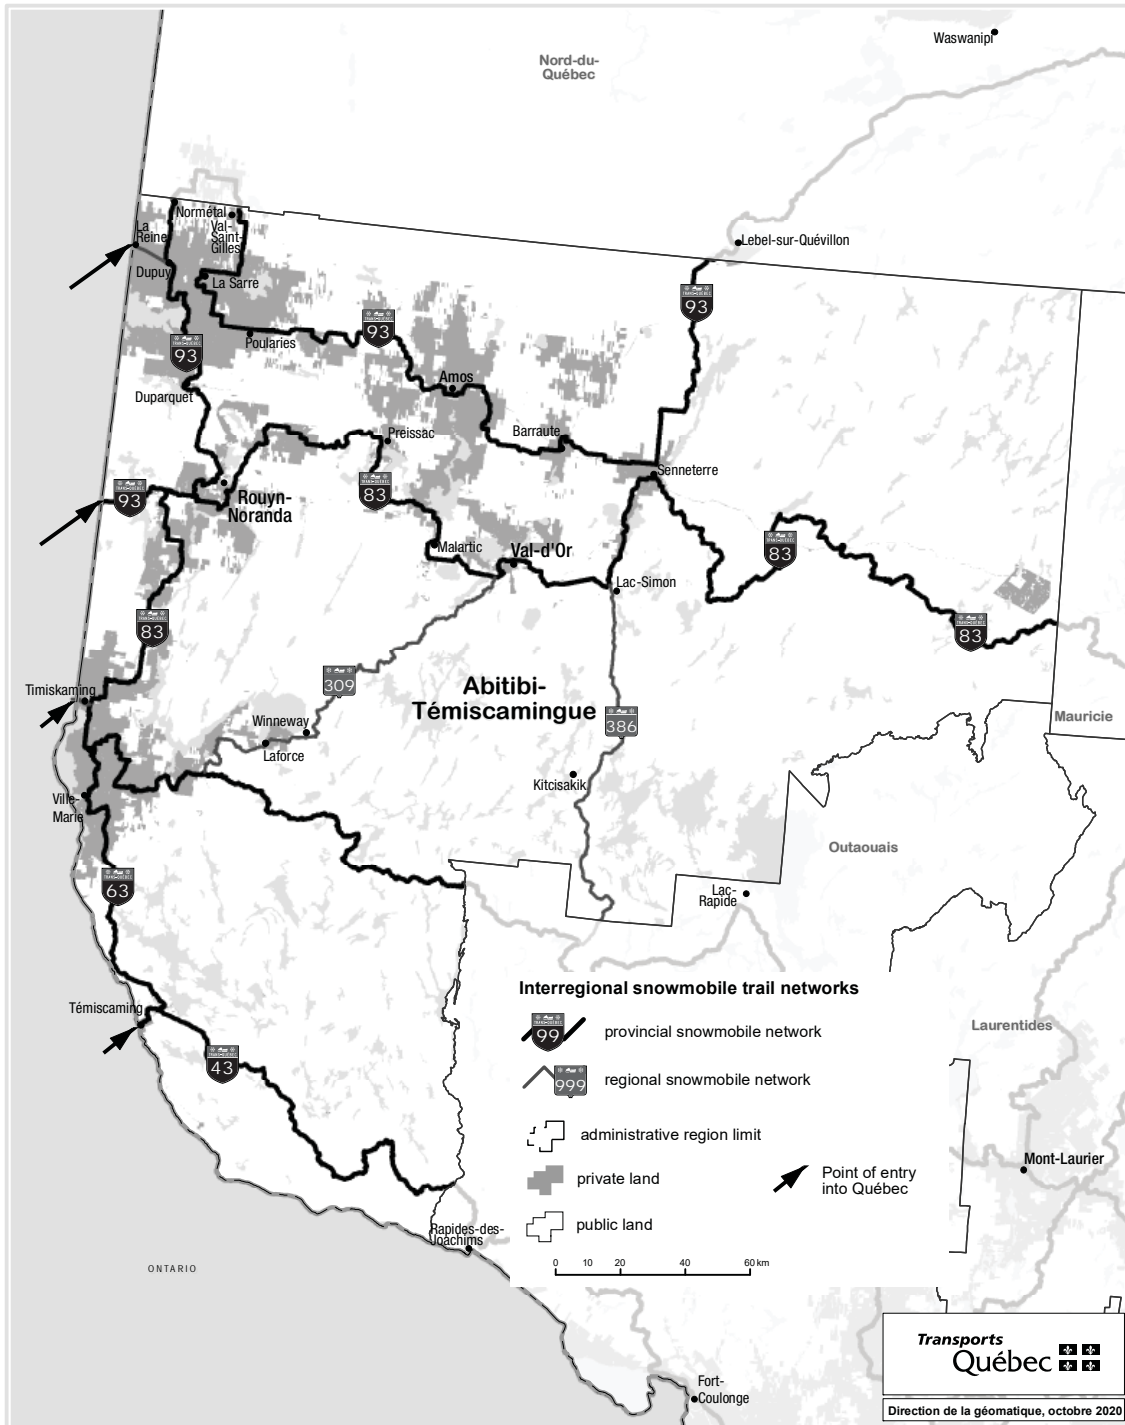 Waswanipi
Nord-du-
Québec
Normétal
La
Reine
Val-
Saint-
Gilles
Lebel-sur-Quévillon
Dupuy
La Sarre
93
93
Poularies
93
Duparquet
Amos
Preissac
Barraute
Senneterre
93
Rouyn-
Noranda
83
Malartic
Val-d'Or
83
Lac-Simon
83
83
Timiskaming
309
Abitibi-
Témiscamingue
Winneway
Laforce
386
Mauricie
Kitcisakik
Ville-
Marie
Outaouais
63
Lac-
Rapide
Témiscaming
43
Interregional snowmobile trail networks
TRANS-QUÉBEC
99
provincial snowmobile network
999
regional snowmobile network
administrative region limit
private land
public land
Point of entry
into Québec
0 10 20 40 60 km
Laurentides
Mont-Laurier
Rapides-des-
Joachims
ONTARIO
Fort-
Coulonge
Transports
Québec
Direction de la géomatique, octobre 2020